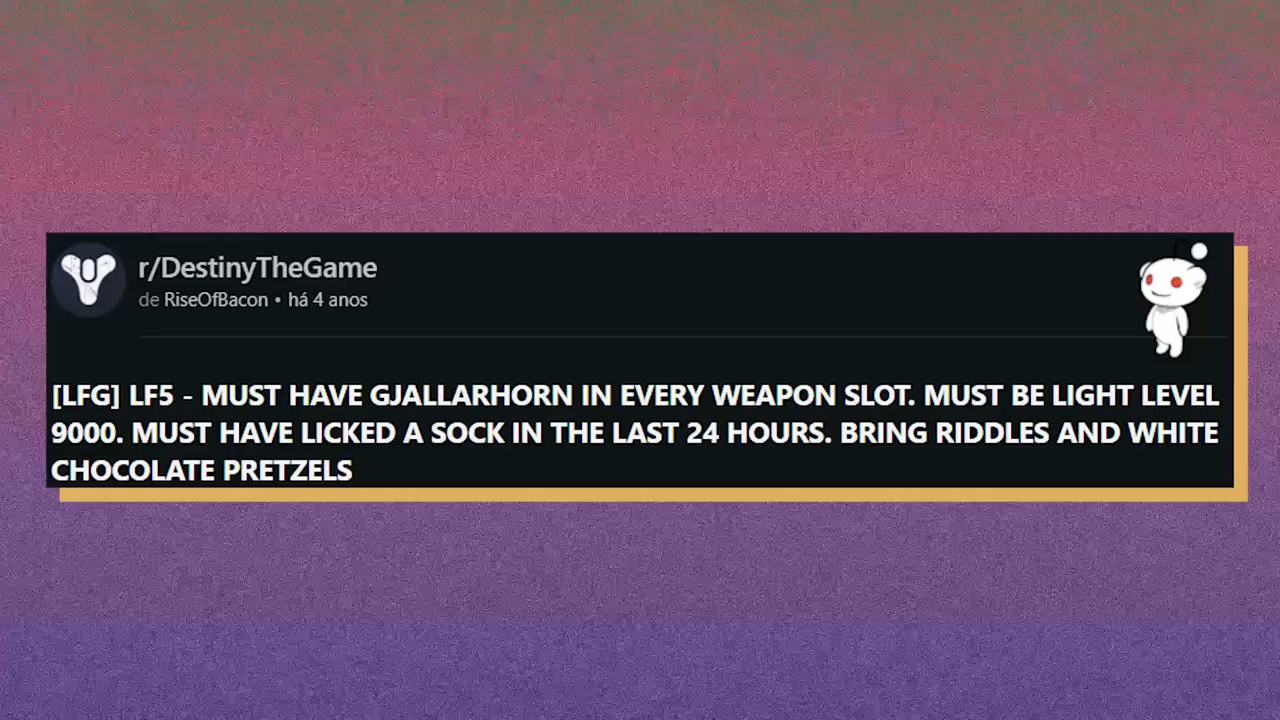 r/DestinyTheGame
de RiseOfBacon • há 4 anos
[LFG] LF5 - MUST HAVE GJALLARHORN IN EVERY WEAPON SLOT. MUST BE LIGHT LEVEL
9000. MUST HAVE LICKED A SOCK IN THE LAST 24 HOURS. BRING RIDDLES AND WHITE
CHOCOLATE PRETZELS